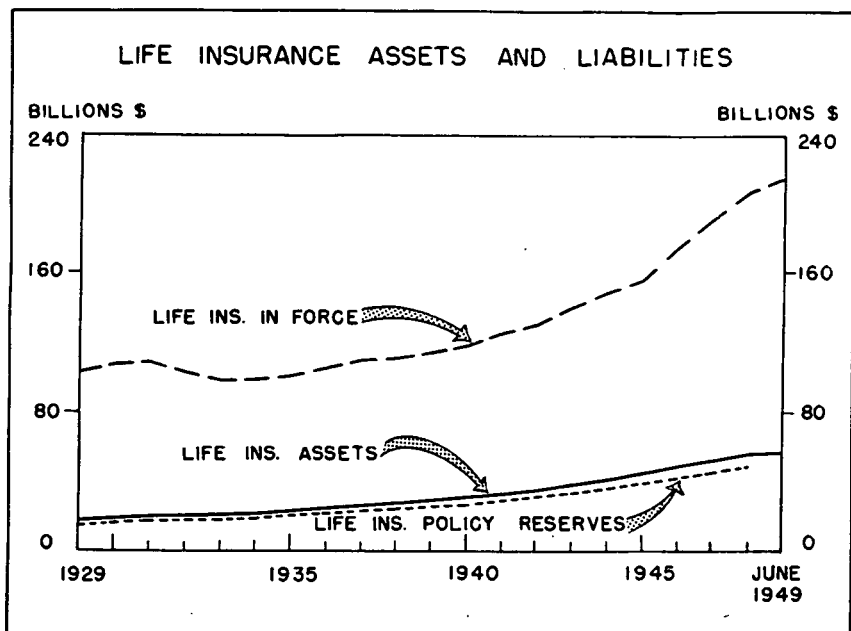 LIFE INSURANCE ASSETS AND LIABILITIES
BILLIONS $
BILLIONS $
240
240
160
160
LIFE INS. IN FORCE
80
80
LIFE INS. ASSETS
LIFE INS. POLICY RESERVES
0
0
1929
1935
1940
1945
JUNE
1949